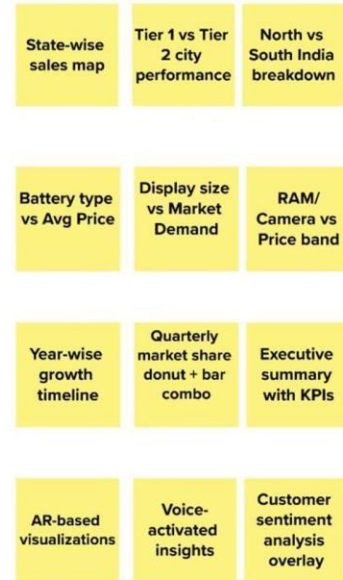 State-wise
sales map
Tier 1 vs Tier
2 city
performance
North vs
South India
breakdown
Battery type
vs Avg Price
Display size
vs Market
Demand
RAM/
Camera vs
Price band
Year-wise
growth
timeline
Quarterly
market share
donut + bar
combo
Executive
summary
with KPIs
AR-based
visualizations
Voice-
activated
insights
Customer
sentiment
analysis
overlay